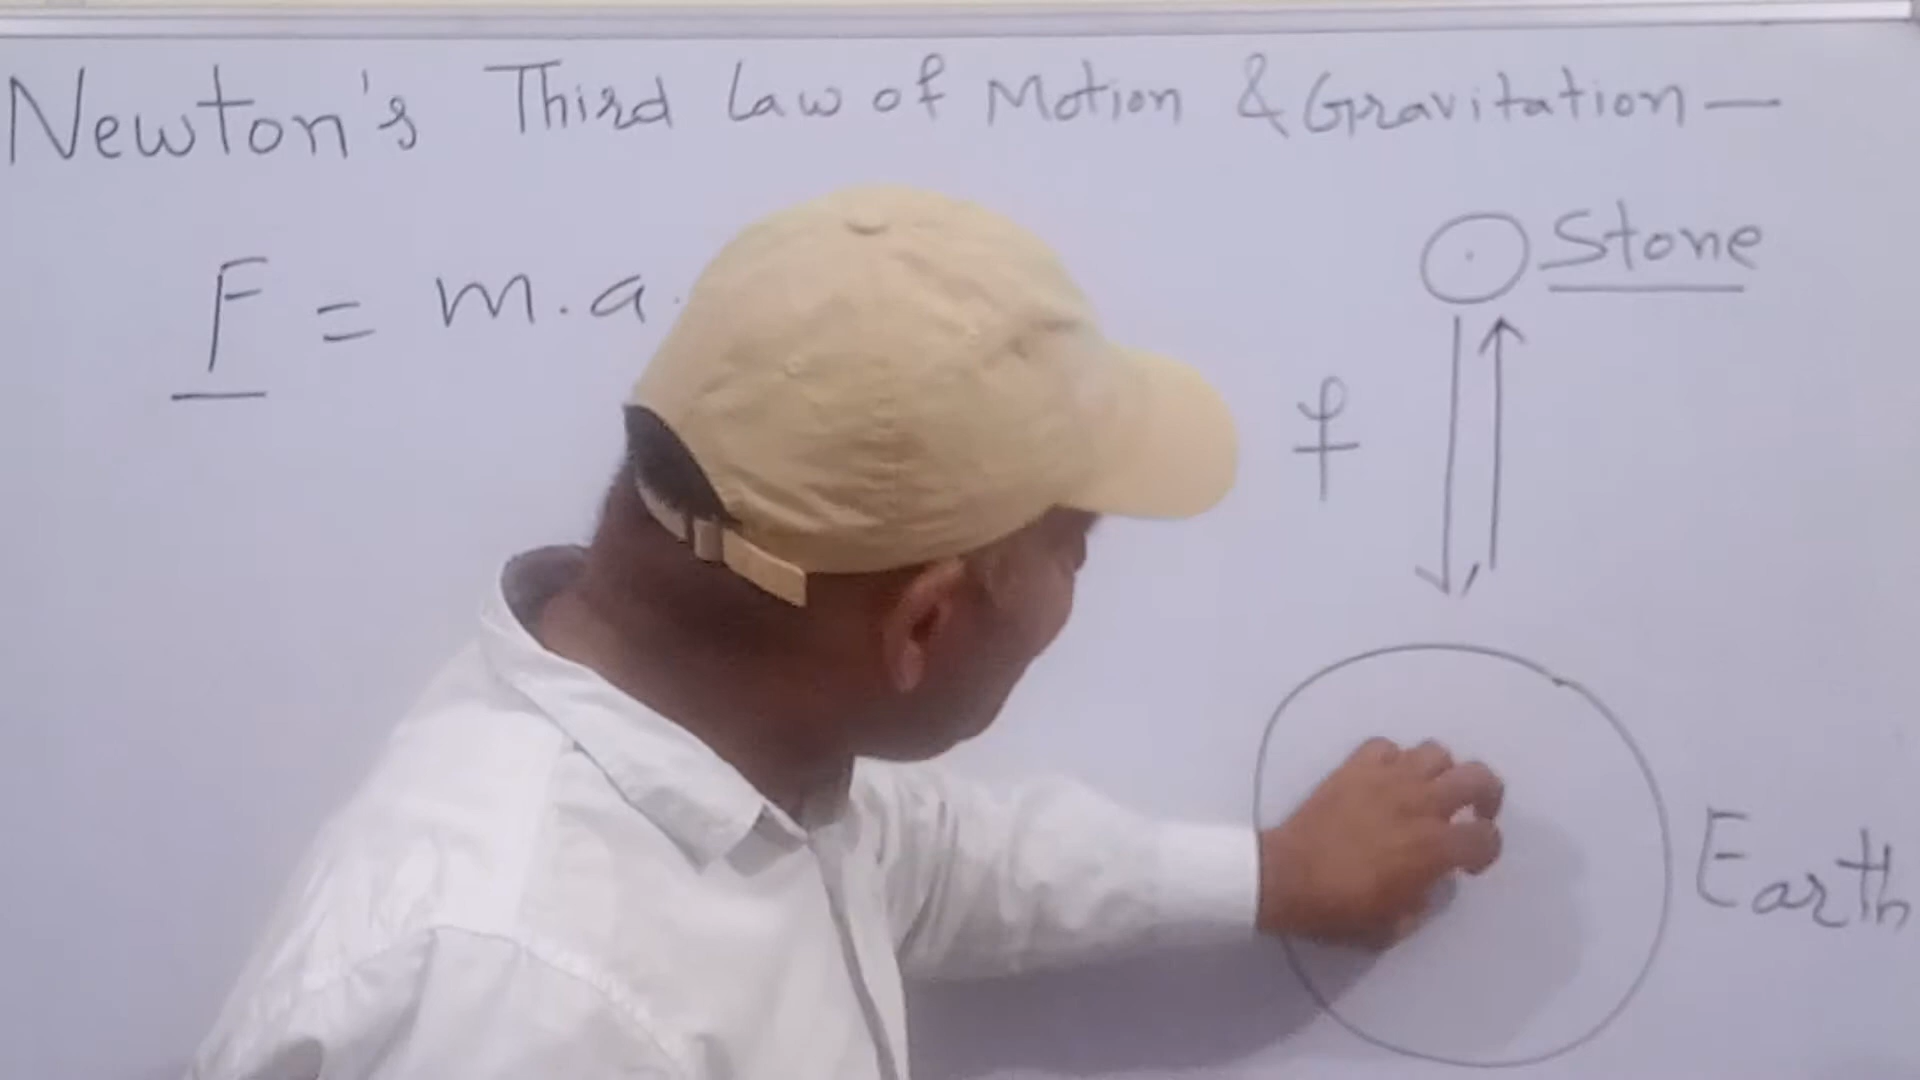 Newton's Third Law of Motion & Gravitation —
F = m.a.
Stone
f
Earth